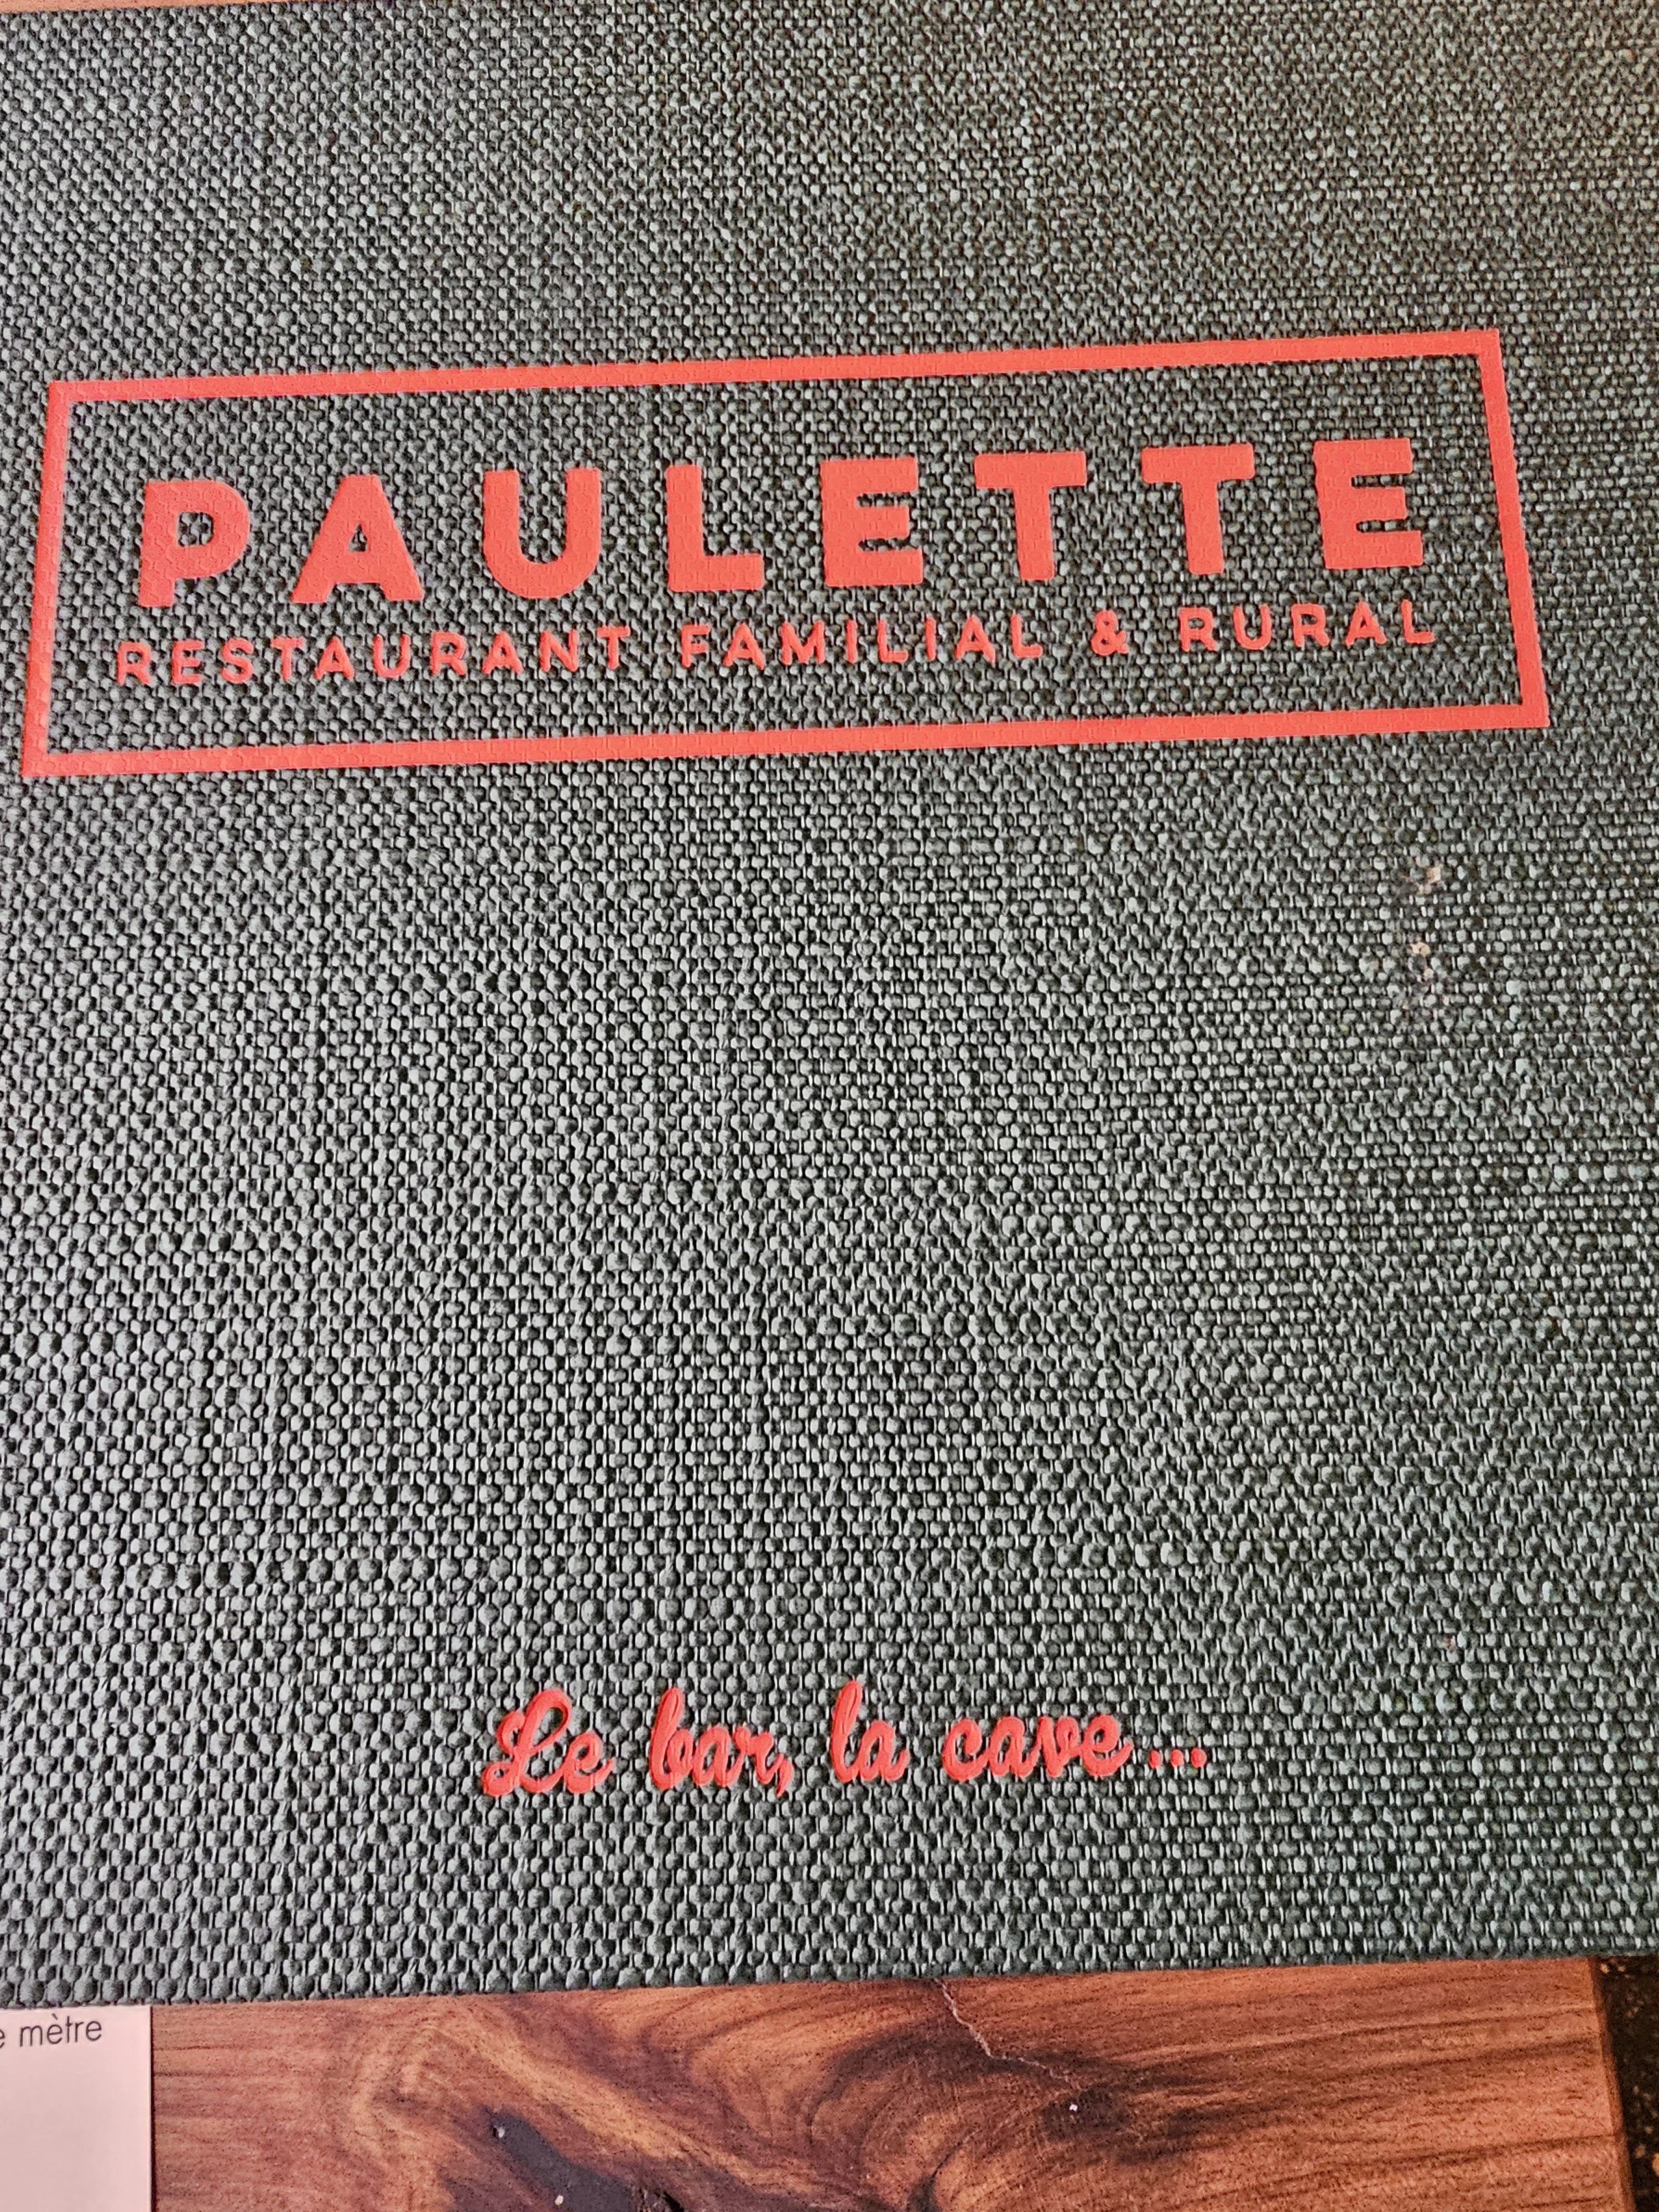 PAULETTE
RESTAURANT FAMILIAL & RURAL
Le bar, la cave...
mètre